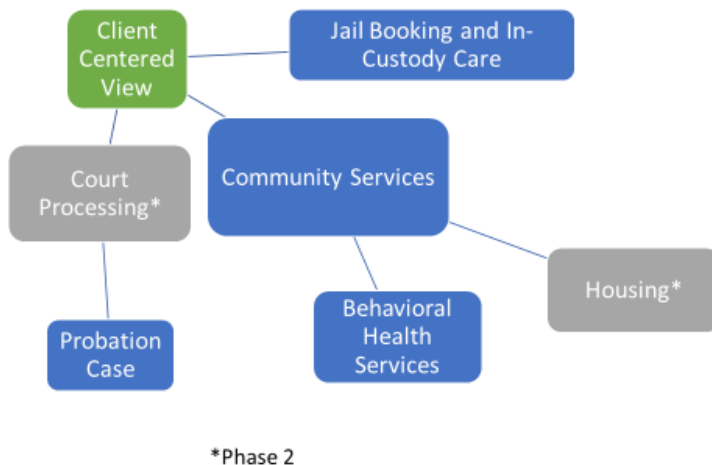 Client
Centered
View
Jail Booking and In-
Custody Care
Court
Processing*
Community Services
Probation
Case
Behavioral
Health
Services
Housing*
*Phase 2